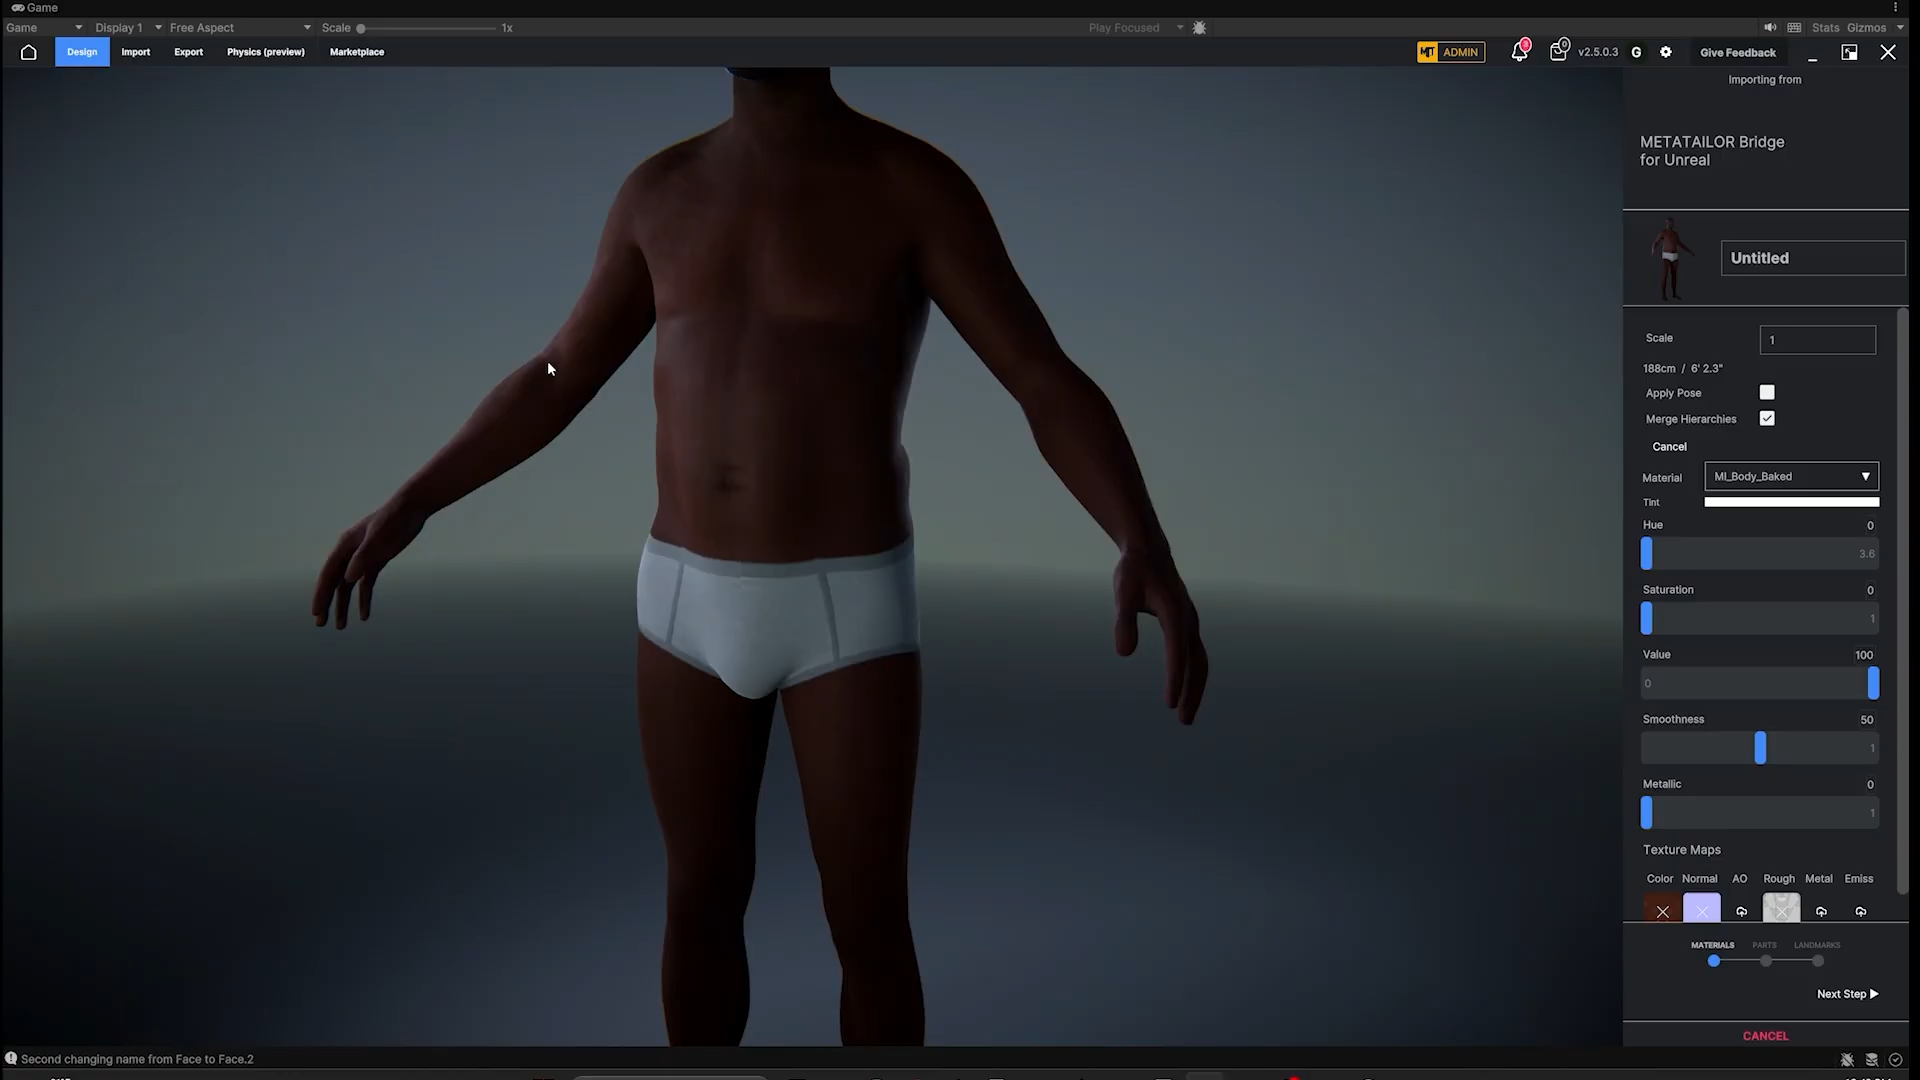 Game
Game
Display 1
Free Aspect
Scale
1x
Play Focused
Stats
Gizmos
Design
Import
Export
Physics (preview)
Marketplace
MT ADMIN
0
v2.5.0.3
G
Give Feedback
Importing from
METATAILOR Bridge
for Unreal
Untitled
Scale
1
188cm / 6' 2.3"
Apply Pose
Merge Hierarchies
Cancel
Material
MI_Body_Baked
Tint
Hue
0
3.6
Saturation
0
1
Value
100
0
Smoothness
50
1
Metallic
0
1
Texture Maps
Color Normal AO Rough Metal Emiss
MATERIALS PARTS LANDMARKS
Next Step
CANCEL
Second changing name from Face to Face.2